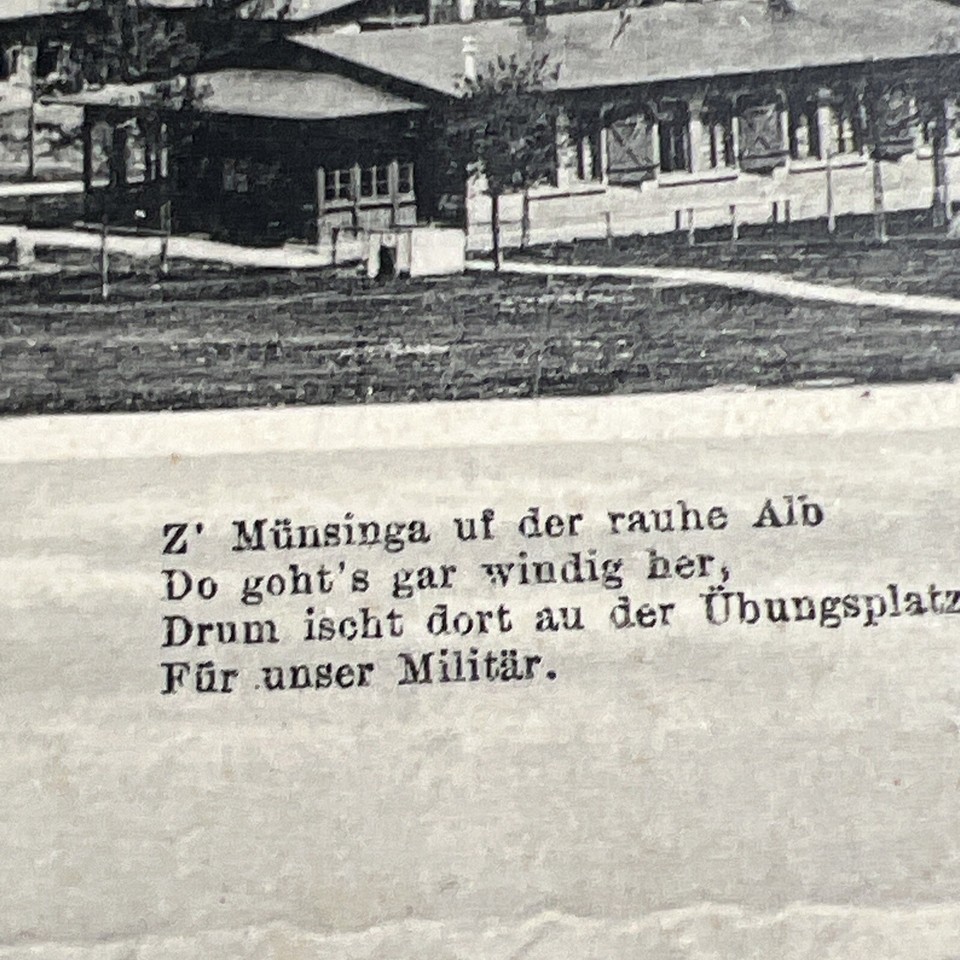 Z' Münsinga uf der rauhe Alb
Do goht's gar windig her,
Drum ischt dort au der Übungsplatz
Für unser Militär.